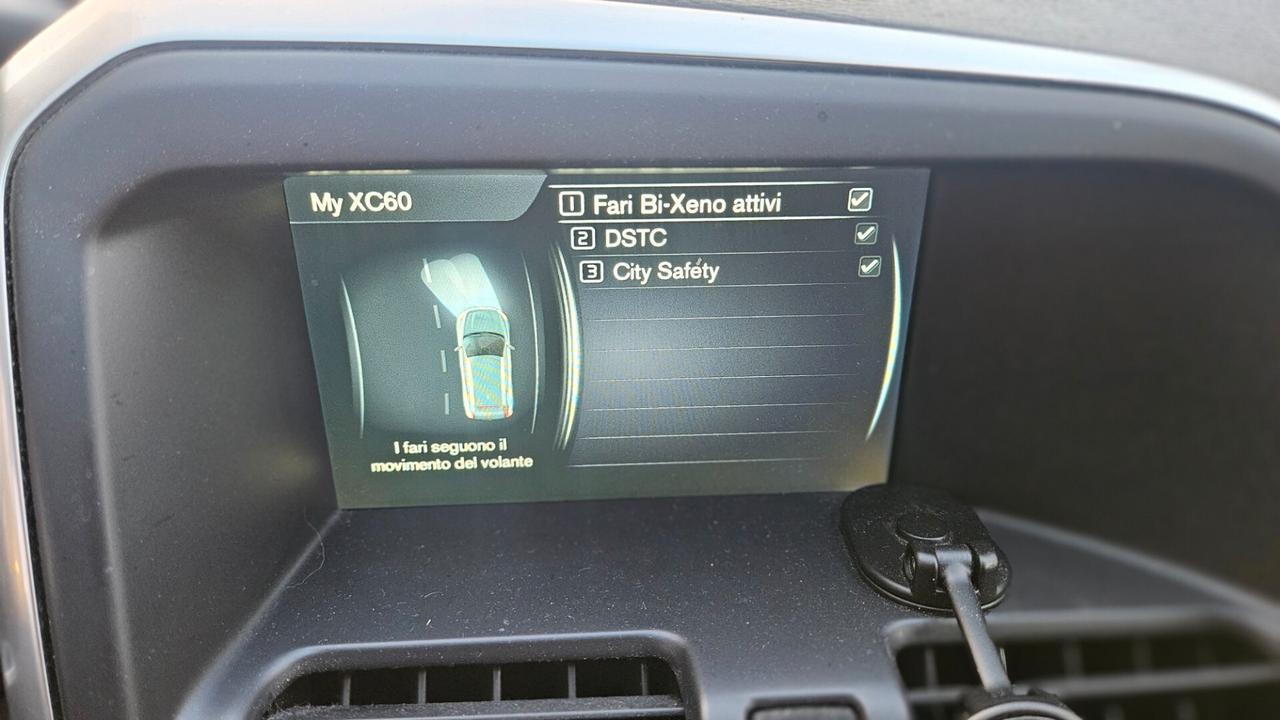 My XC60
1 Fari Bi-Xeno attivi
2 DSTC
3 City Safety
I fari seguono il
movimento del volante